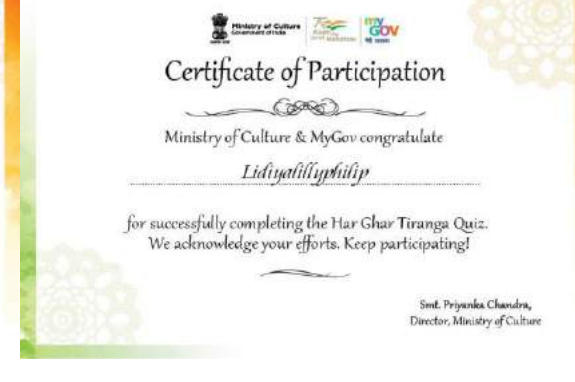 Ministry of Culture
Government of India
my
GOV
Certificate of Participation
Ministry of Culture & MyGov congratulate
Lidiyalillyphilip
for successfully completing the Har Ghar Tiranga Quiz.
We acknowledge your efforts. Keep participating!
Smt. Priyanka Chandra,
Director, Ministry of Culture